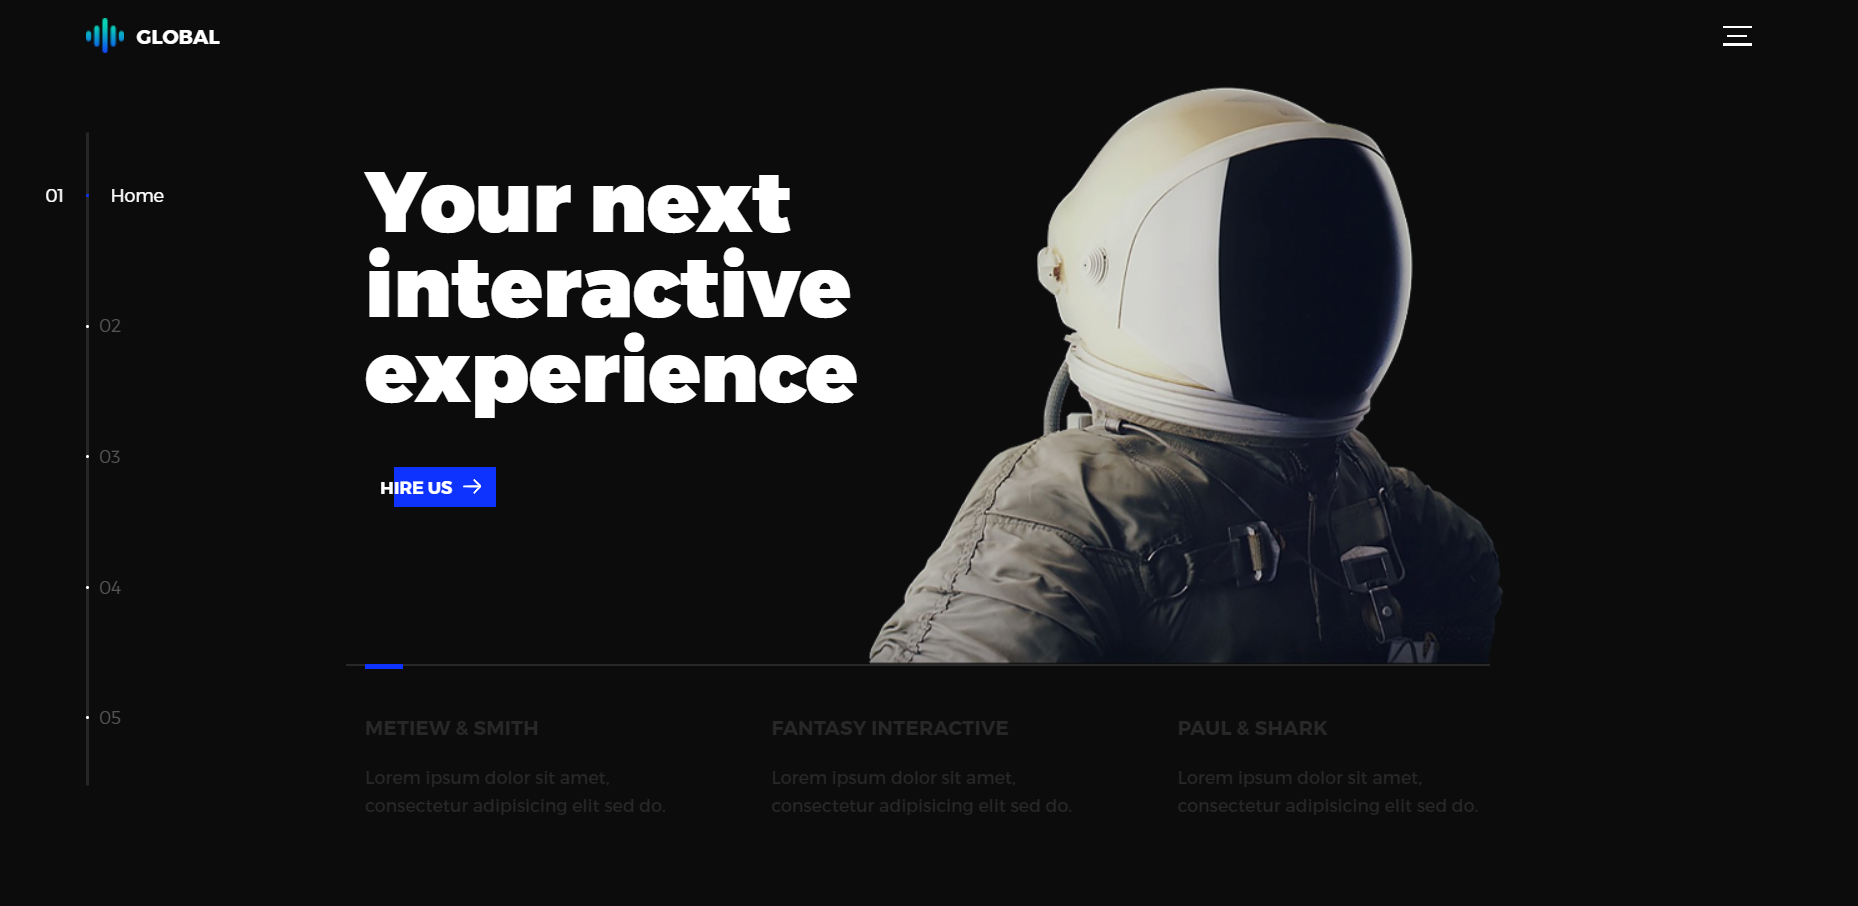 GLOBAL
01 Home
Your next
interactive
experience
02
03
HIRE US
04
05
METIEW & SMITH
Lorem ipsum dolor sit amet,
consectetur adipisicing elit sed do.
FANTASY INTERACTIVE
Lorem ipsum dolor sit amet,
consectetur adipisicing elit sed do.
PAUL & SHARK
Lorem ipsum dolor sit amet,
consectetur adipisicing elit sed do.